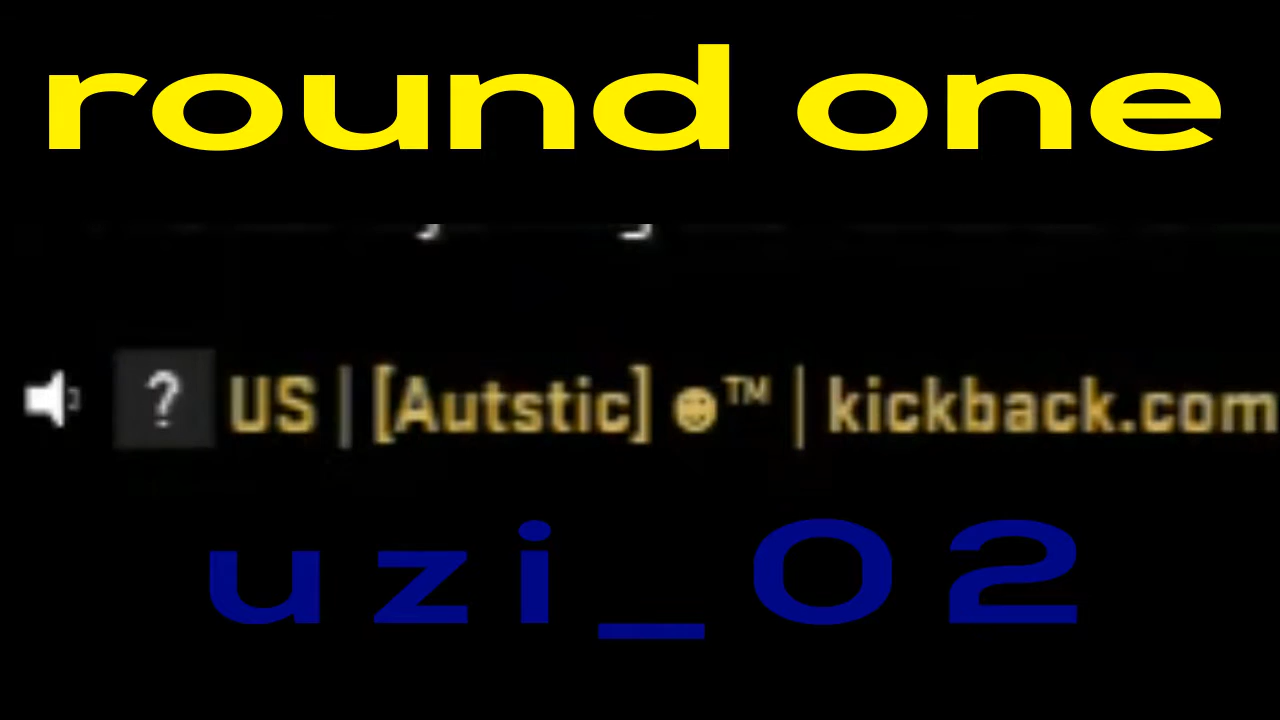 round one
? US | [Autstic] ☻™ | kickback.com
uzi_02